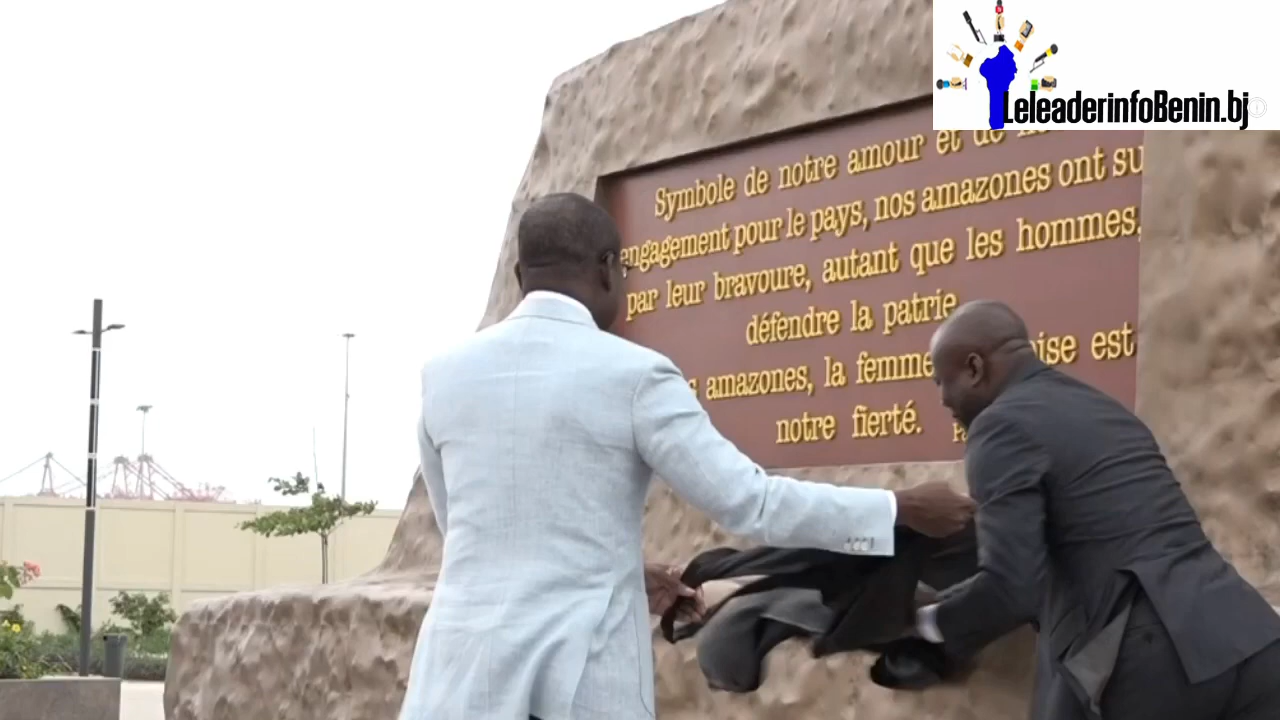 LeleaderinfoBenin.bj
Symbole de notre amour et de
engagement pour le pays, nos amazones ont su
par leur bravoure, autant que les hommes,
défendre la patrie
amazones, la femme est
notre fierté.